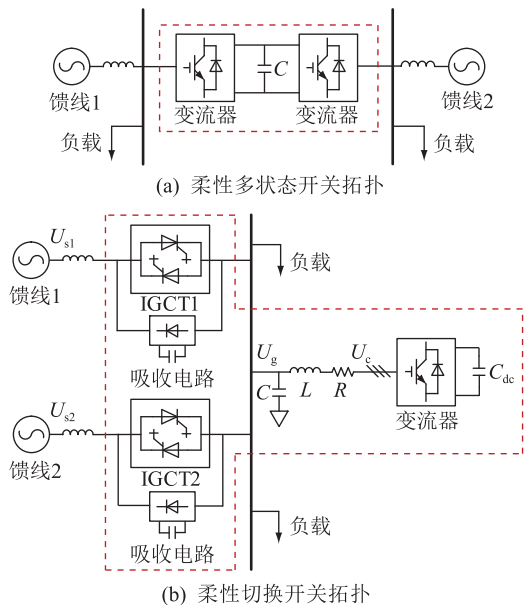 馈线1
负载
变流器
C
变流器
馈线2
负载
(a) 柔性多状态开关拓扑
Us1
馈线1
IGCT1
吸收电路
负载
Ug
C
L
R
Uc
变流器
Cdc
Us2
馈线2
IGCT2
吸收电路
负载
(b) 柔性切换开关拓扑